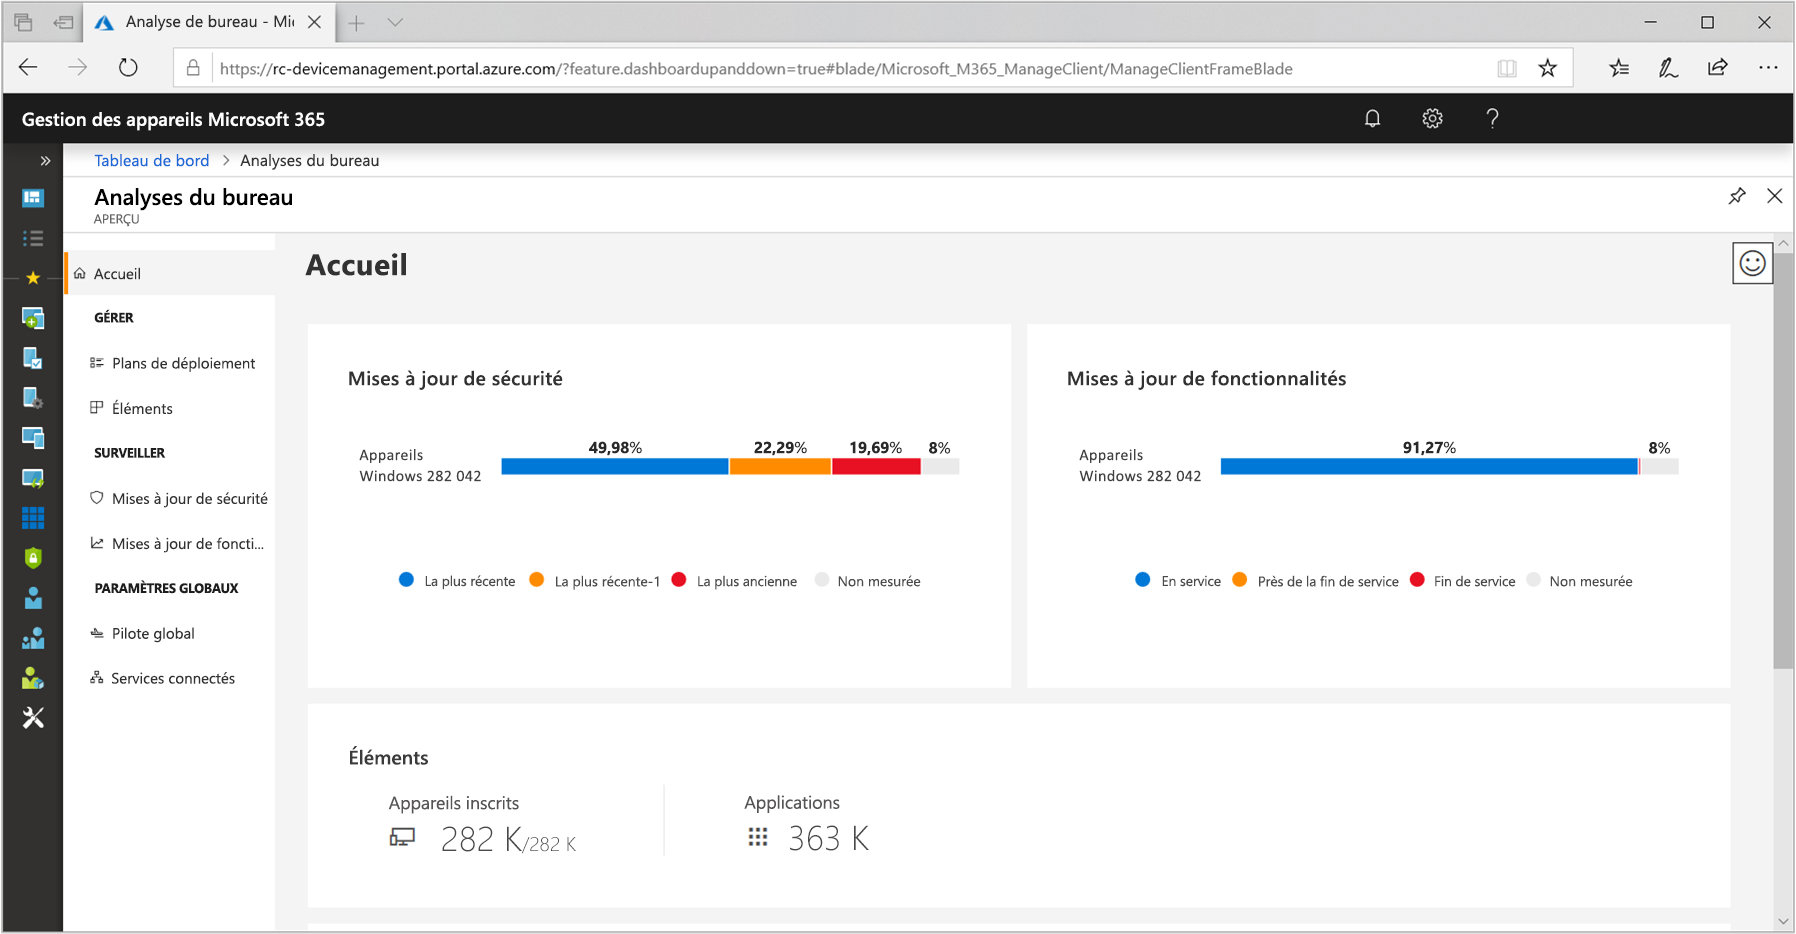 Analyse de bureau - Mi
https://rc-devicemanagement.portal.azure.com/?feature.dashboardupanddown=true#blade/Microsoft_M365_ManageClient/ManageClientFrameBlade
Gestion des appareils Microsoft 365
Tableau de bord > Analyses du bureau
Analyses du bureau
APERÇU
Accueil
GÉRER
Plans de déploiement
Éléments
SURVEILLER
Mises à jour de sécurité
Mises à jour de foncti...
PARAMÈTRES GLOBAUX
Pilote global
Services connectés
Accueil
Mises à jour de sécurité
49,98% 22,29% 19,69% 8%
Appareils
Windows 282 042
La plus récente La plus récente-1 La plus ancienne Non mesurée
Mises à jour de fonctionnalités
91,27% 8%
Appareils
Windows 282 042
En service Près de la fin de service Fin de service Non mesurée
Éléments
Appareils inscrits
282 K/282 K
Applications
363 K